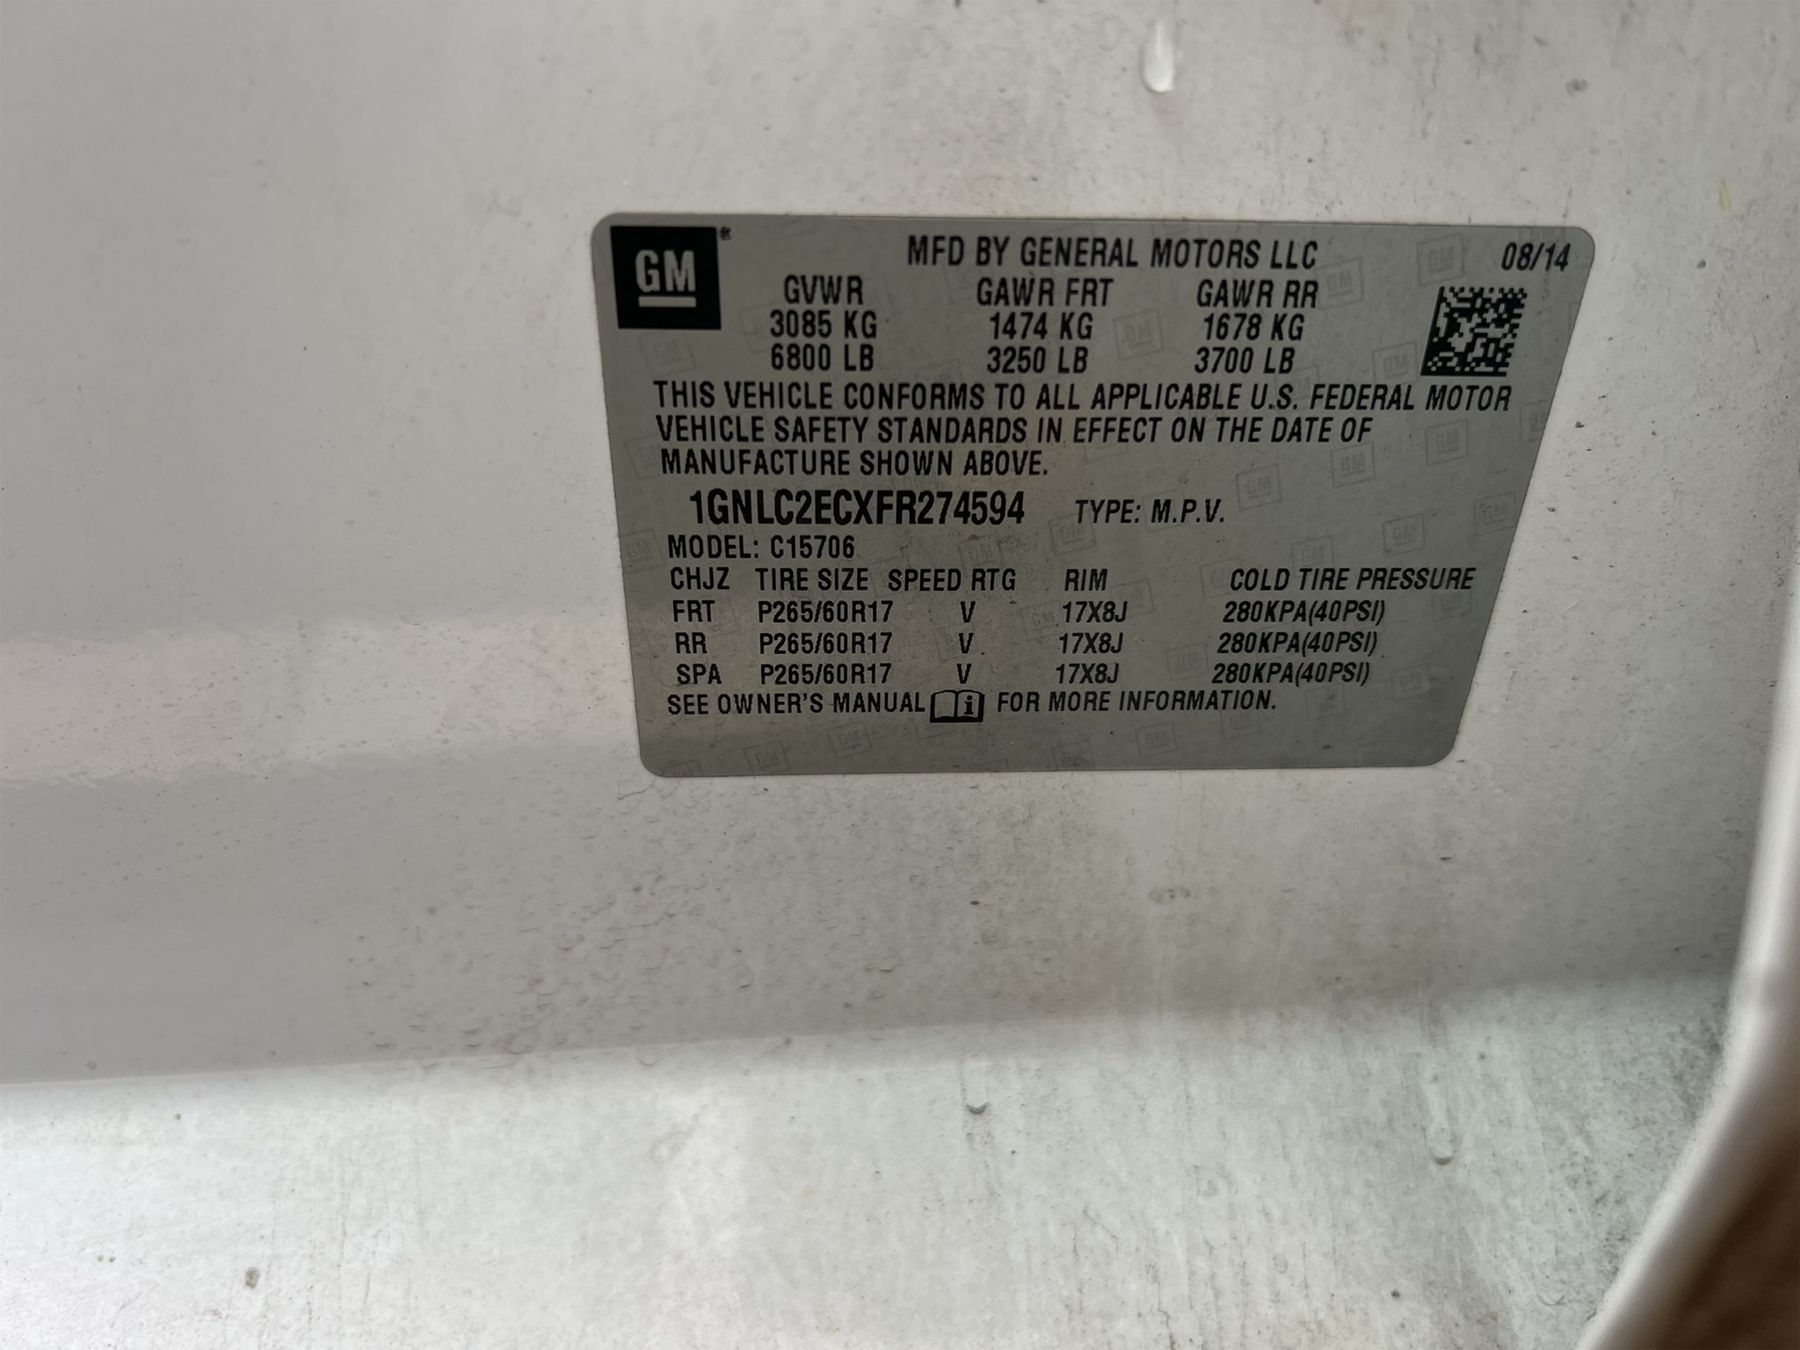 GM®
MFD BY GENERAL MOTORS LLC 08/14
GVWR GAWR FRT GAWR RR
3085 KG 1474 KG 1678 KG
6800 LB 3250 LB 3700 LB
THIS VEHICLE CONFORMS TO ALL APPLICABLE U.S. FEDERAL MOTOR
VEHICLE SAFETY STANDARDS IN EFFECT ON THE DATE OF
MANUFACTURE SHOWN ABOVE.
1GNLC2ECXFR274594 TYPE: M.P.V.
MODEL: C15706
CHJZ TIRE SIZE SPEED RTG RIM COLD TIRE PRESSURE
FRT P265/60R17 V 17X8J 280KPA(40PSI)
RR P265/60R17 V 17X8J 280KPA(40PSI)
SPA P265/60R17 V 17X8J 280KPA(40PSI)
SEE OWNER'S MANUAL i FOR MORE INFORMATION.